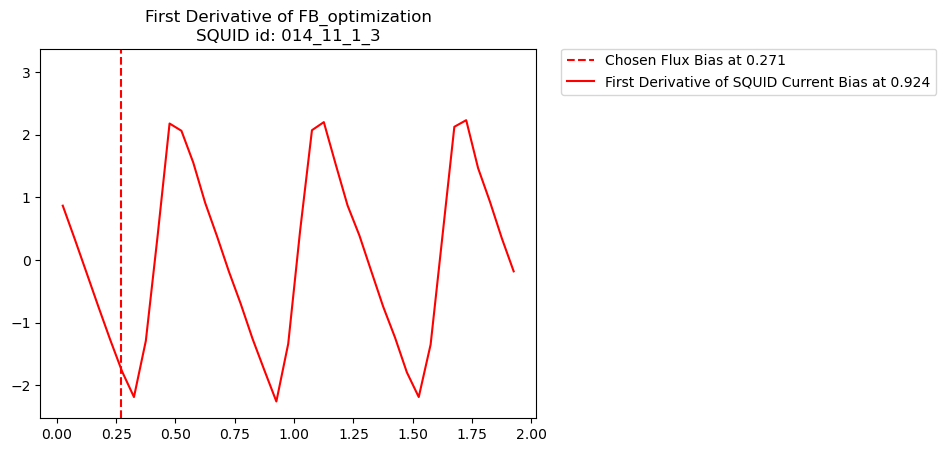 First Derivative of FB_optimization
SQUID id: 014_11_1_3
Chosen Flux Bias at 0.271
First Derivative of SQUID Current Bias at 0.924
3
2
1
0
−1
−2
0.00 0.25 0.50 0.75 1.00 1.25 1.50 1.75 2.00